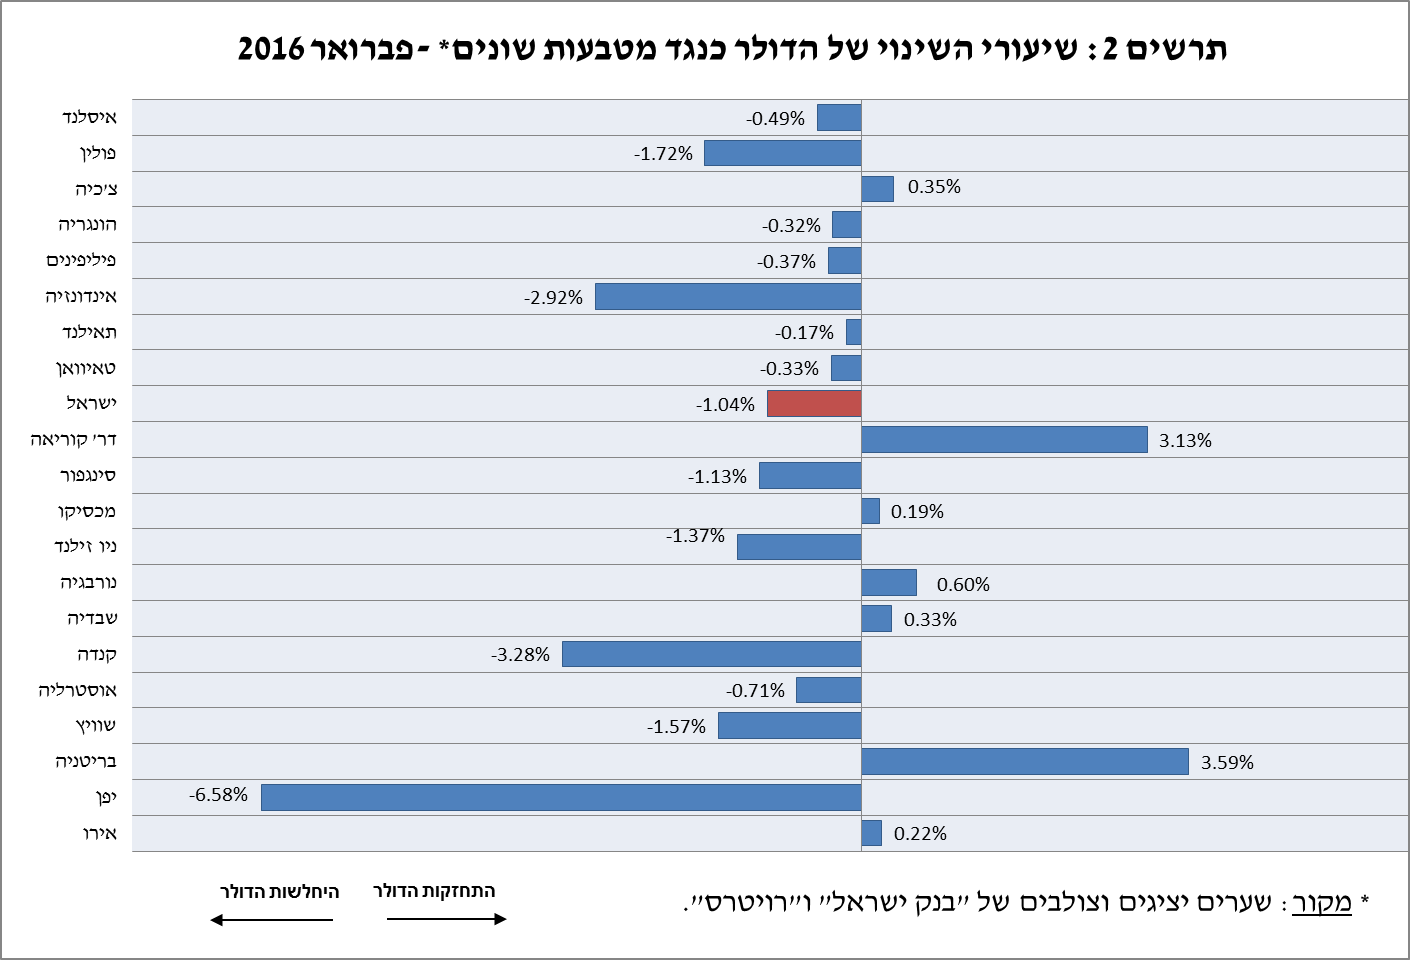 תרשים 2: שיעורי השינוי של הדולר כנגד מטבעות שונים* - פברואר 2016
איסלנד -0.49%
פולין -1.72%
צ'כיה 0.35%
הונגריה -0.32%
פיליפינים -0.37%
אינדונזיה -2.92%
תאילנד -0.17%
טאיוואן -0.33%
ישראל -1.04%
דר' קוריאה 3.13%
סינגפור -1.13%
מכסיקו 0.19%
ניו זילנד -1.37%
נורבגיה 0.60%
שבדיה 0.33%
קנדה -3.28%
אוסטרליה -0.71%
שוויץ -1.57%
בריטניה 3.59%
יפן -6.58%
אירו 0.22%
התחזקות הדולר
היחלשות הדולר
* מקור: שערים יציגים וצולבים של "בנק ישראל" ו"רויטרס".